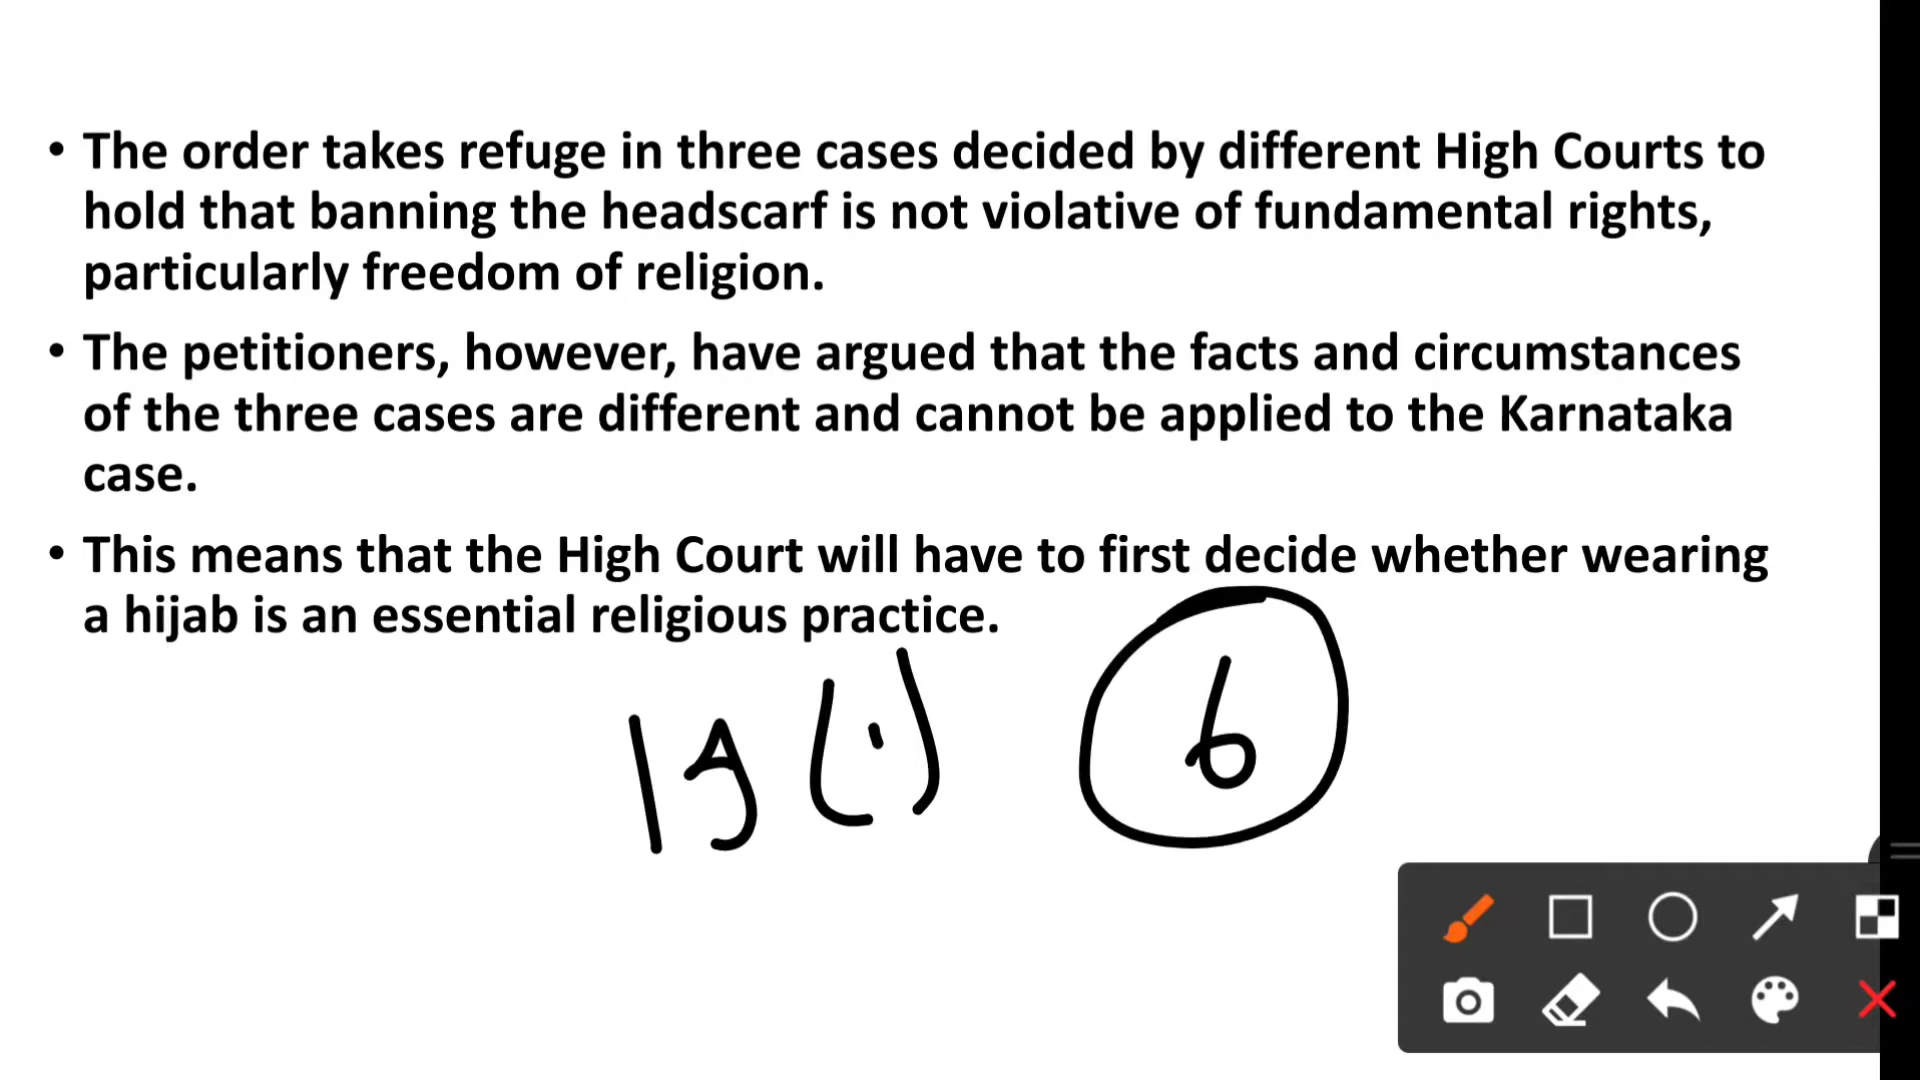 • The order takes refuge in three cases decided by different High Courts to
hold that banning the headscarf is not violative of fundamental rights,
particularly freedom of religion.
• The petitioners, however, have argued that the facts and circumstances
of the three cases are different and cannot be applied to the Karnataka
case.
• This means that the High Court will have to first decide whether wearing
a hijab is an essential religious practice.
6